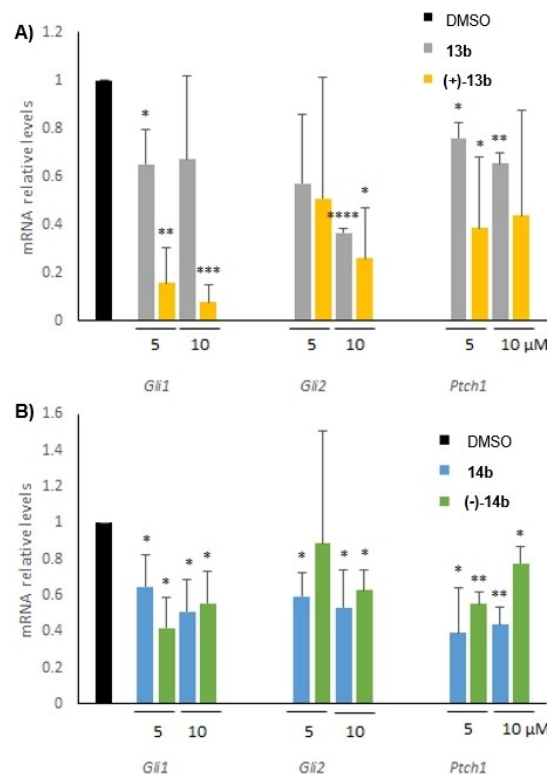 A)
1.2
1
0.8
0.6
0.4
0.2
0
mRNA relative levels
DMSO
13b
(+)-13b
* ** *** **** * * * **
5 10 5 10 5 10 µM
Gli1 Gli2 Ptch1
B)
1.6
1.4
1.2
1
0.8
0.6
0.4
0.2
0
mRNA relative levels
DMSO
14b
(-)-14b
* * * * * * * * ** ** *
5 10 5 10 5 10 µM
Gli1 Gli2 Ptch1